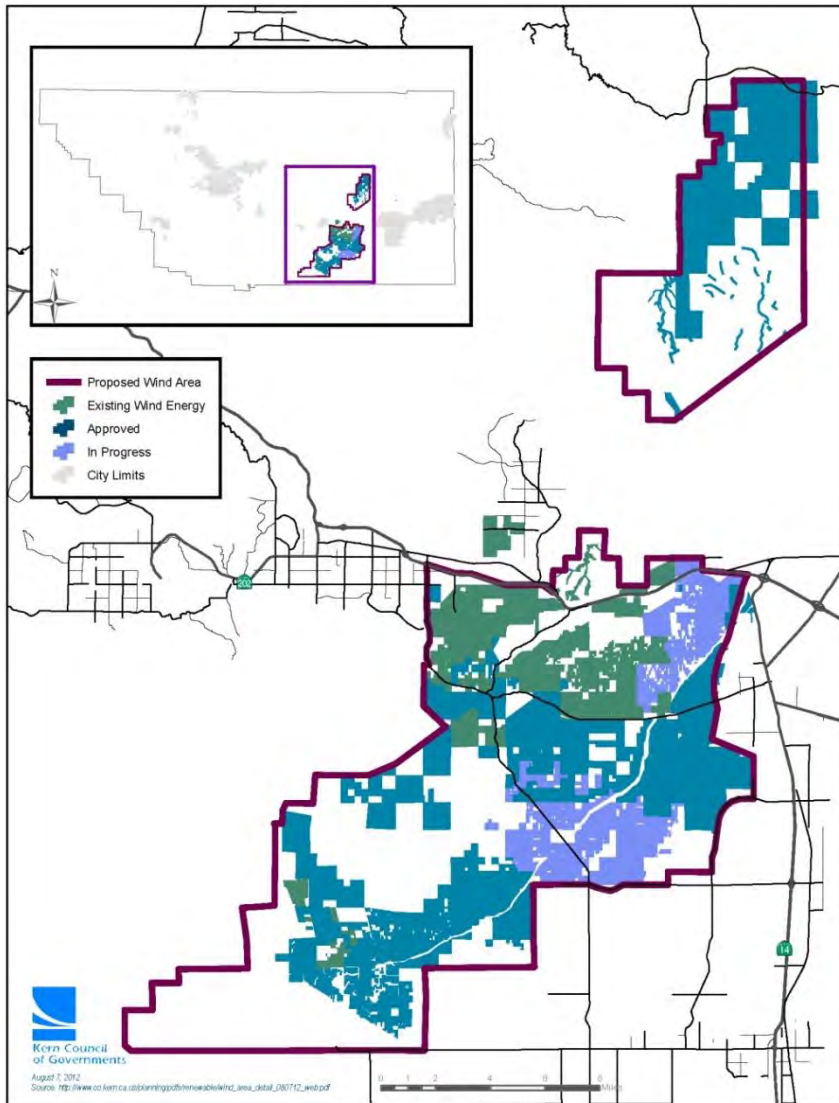 N
Proposed Wind Area
Existing Wind Energy
Approved
In Progress
City Limits
202
14
Kern Council
of Governments
August 7, 2012
Source: http://www.co.kern.ca.us/planning/pdfs/renewable/wind_area_detail_080712_web.pdf
0 1 2 4 6 8
Miles